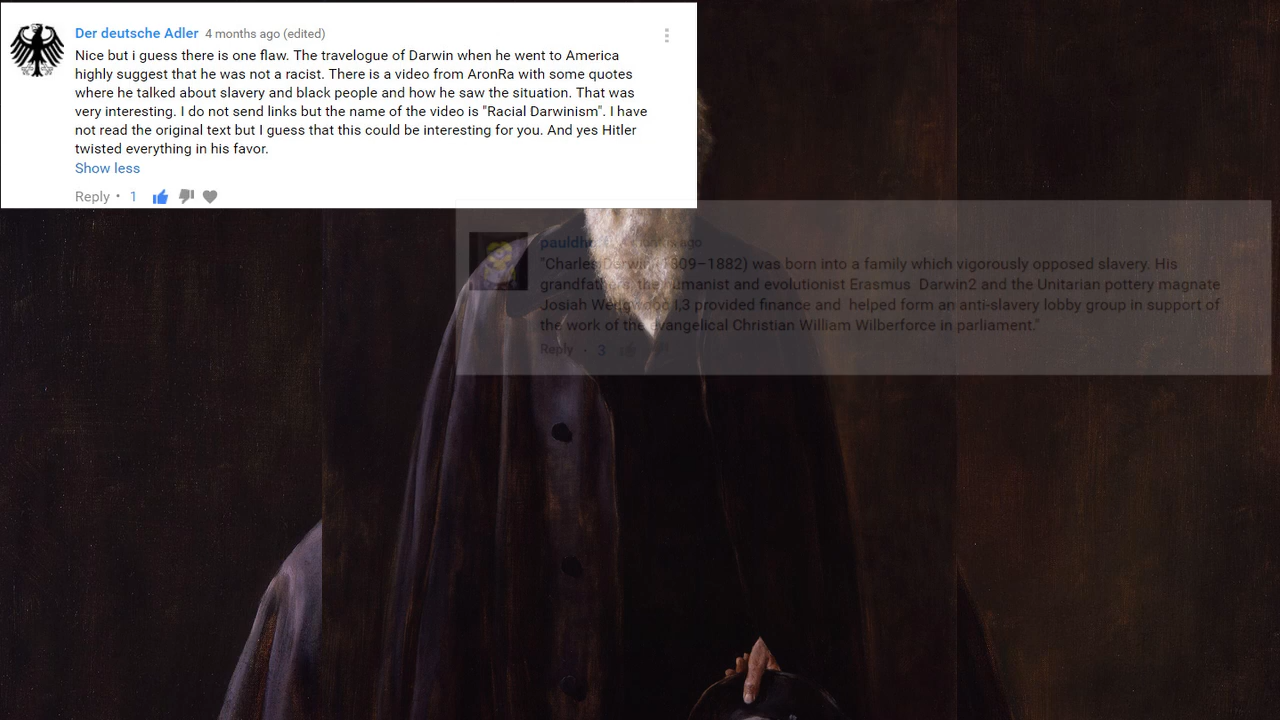 Der deutsche Adler 4 months ago (edited)
Nice but i guess there is one flaw. The travelogue of Darwin when he went to America
highly suggest that he was not a racist. There is a video from AronRa with some quotes
where he talked about slavery and black people and how he saw the situation. That was
very interesting. I do not send links but the name of the video is "Racial Darwinism". I have
not read the original text but I guess that this could be interesting for you. And yes Hitler
twisted everything in his favor.
Show less
Reply • 1
ago
"Charles Darwin (1809–1882) was born into a family which vigorously opposed slavery. His
grandfathers, the humanist and evolutionist Erasmus Darwin2 and the Unitarian pottery magnate
Josiah Wedgwood I,3 provided finance and helped form an anti-slavery lobby group in support of
the work of the evangelical Christian William Wilberforce in parliament."
Reply · 3